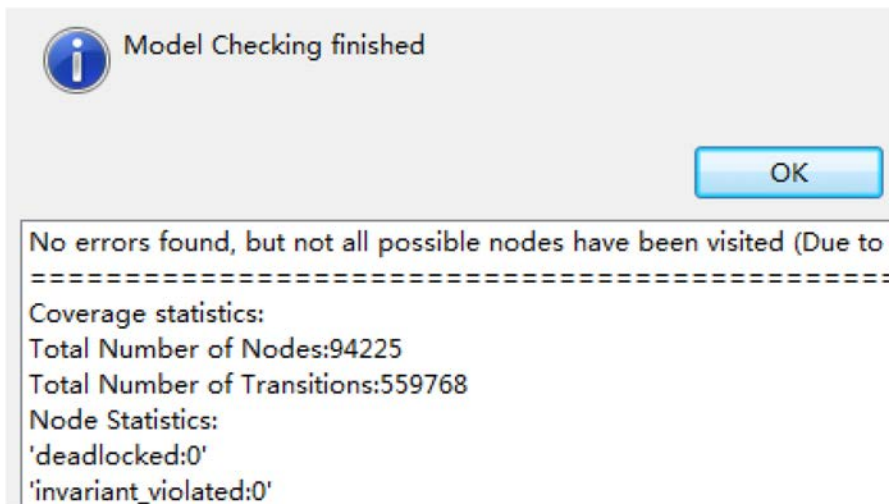 Model Checking finished
OK
No errors found, but not all possible nodes have been visited (Due to
==============================================
Coverage statistics:
Total Number of Nodes:94225
Total Number of Transitions:559768
Node Statistics:
'deadlocked:0'
'invariant_violated:0'